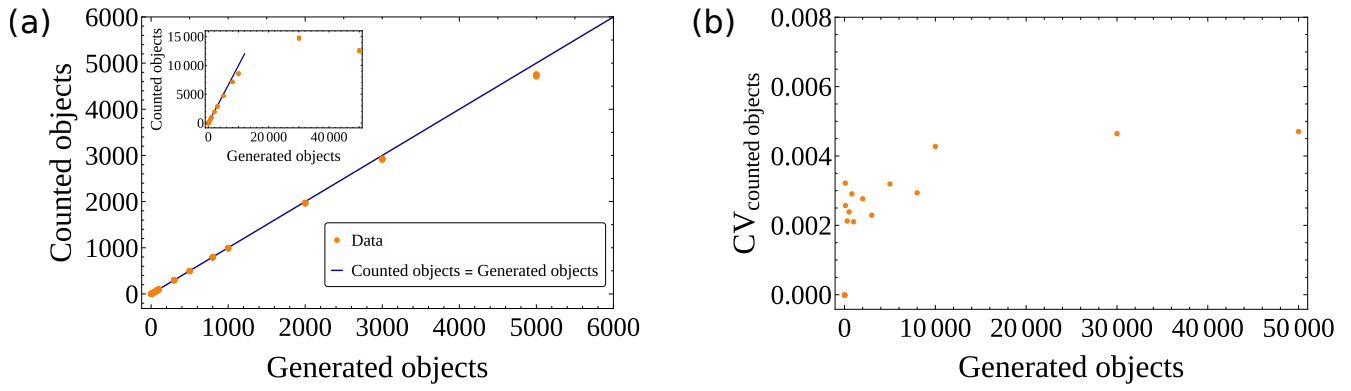 (a)
6000
5000
4000
3000
2000
1000
0
Counted objects
0 1000 2000 3000 4000 5000 6000
Generated objects
15 000
10 000
5000
0
Counted objects
0 20 000 40 000
Generated objects
Data
Counted objects = Generated objects
(b)
0.008
0.006
0.004
0.002
0.000
CVcounted objects
0 10 000 20 000 30 000 40 000 50 000
Generated objects